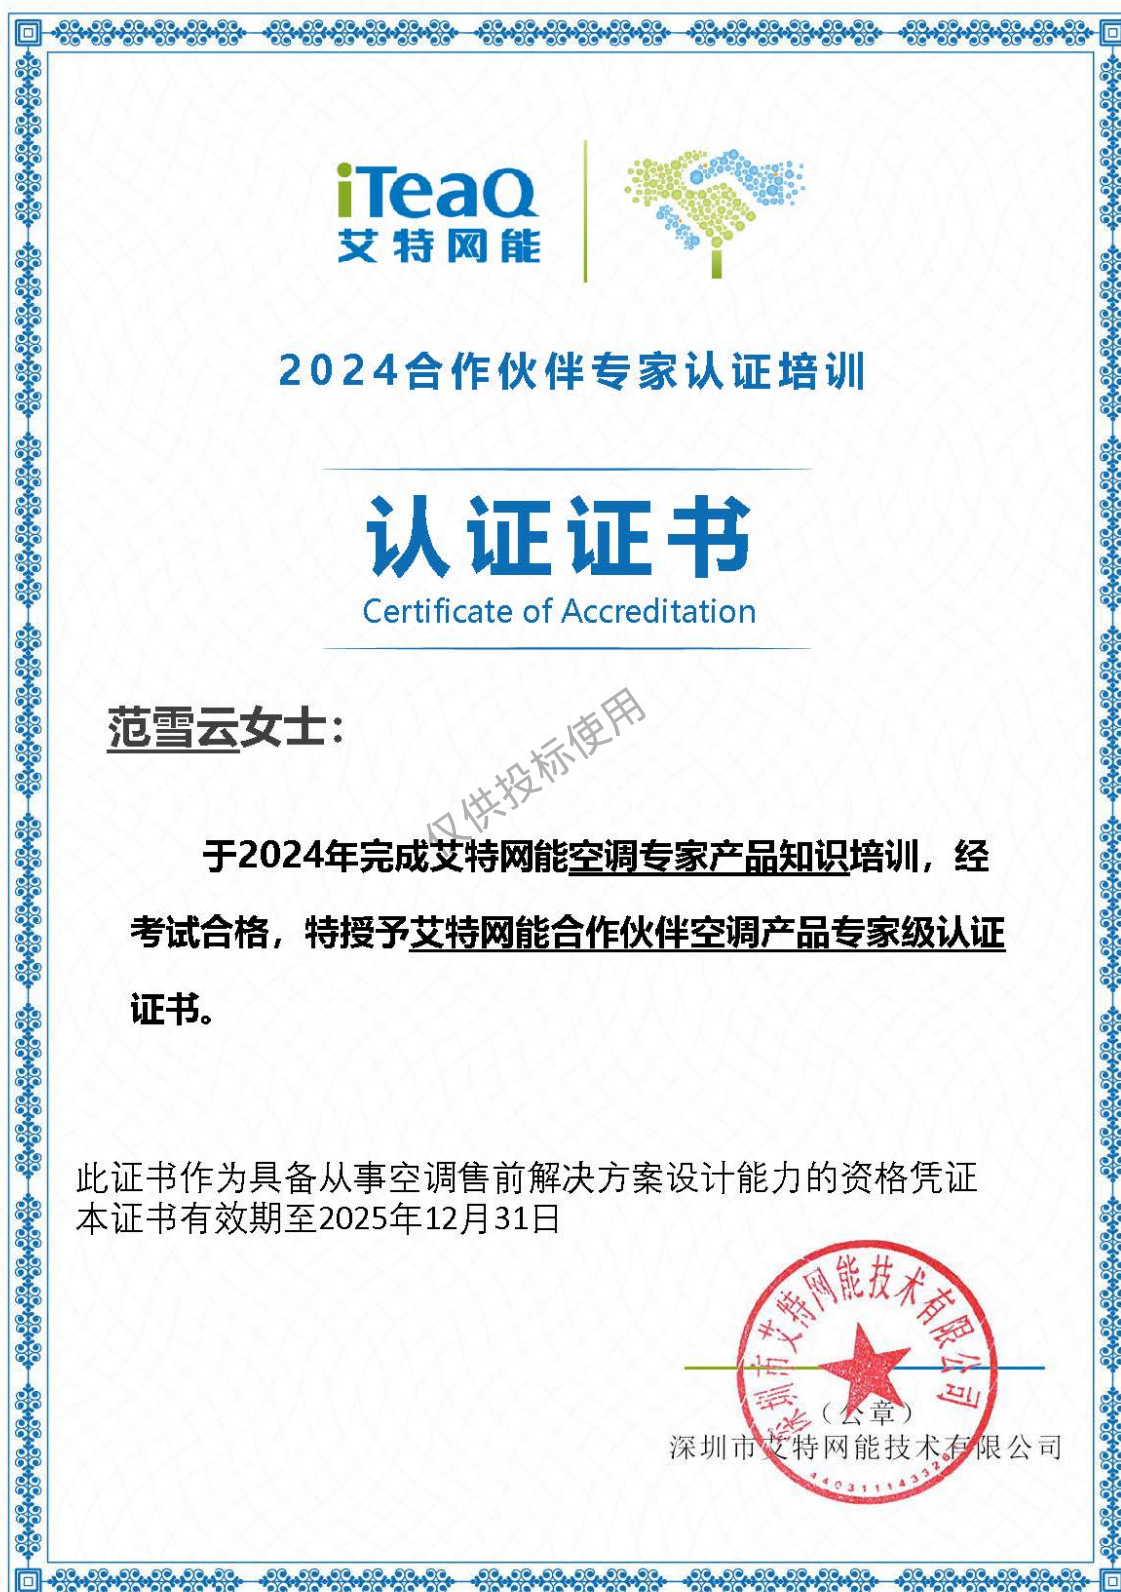 iTeaQ
艾特网能
2024合作伙伴专家认证培训
认证证书
Certificate of Accreditation
范雪云女士：
仅供投标使用
于2024年完成艾特网能空调专家产品知识培训，经
考试合格，特授予艾特网能合作伙伴空调产品专家级认证
证书。
此证书作为具备从事空调售前解决方案设计能力的资格凭证
本证书有效期至2025年12月31日
深圳市艾特网能技术有限公司
（公章）
深圳市艾特网能技术有限公司